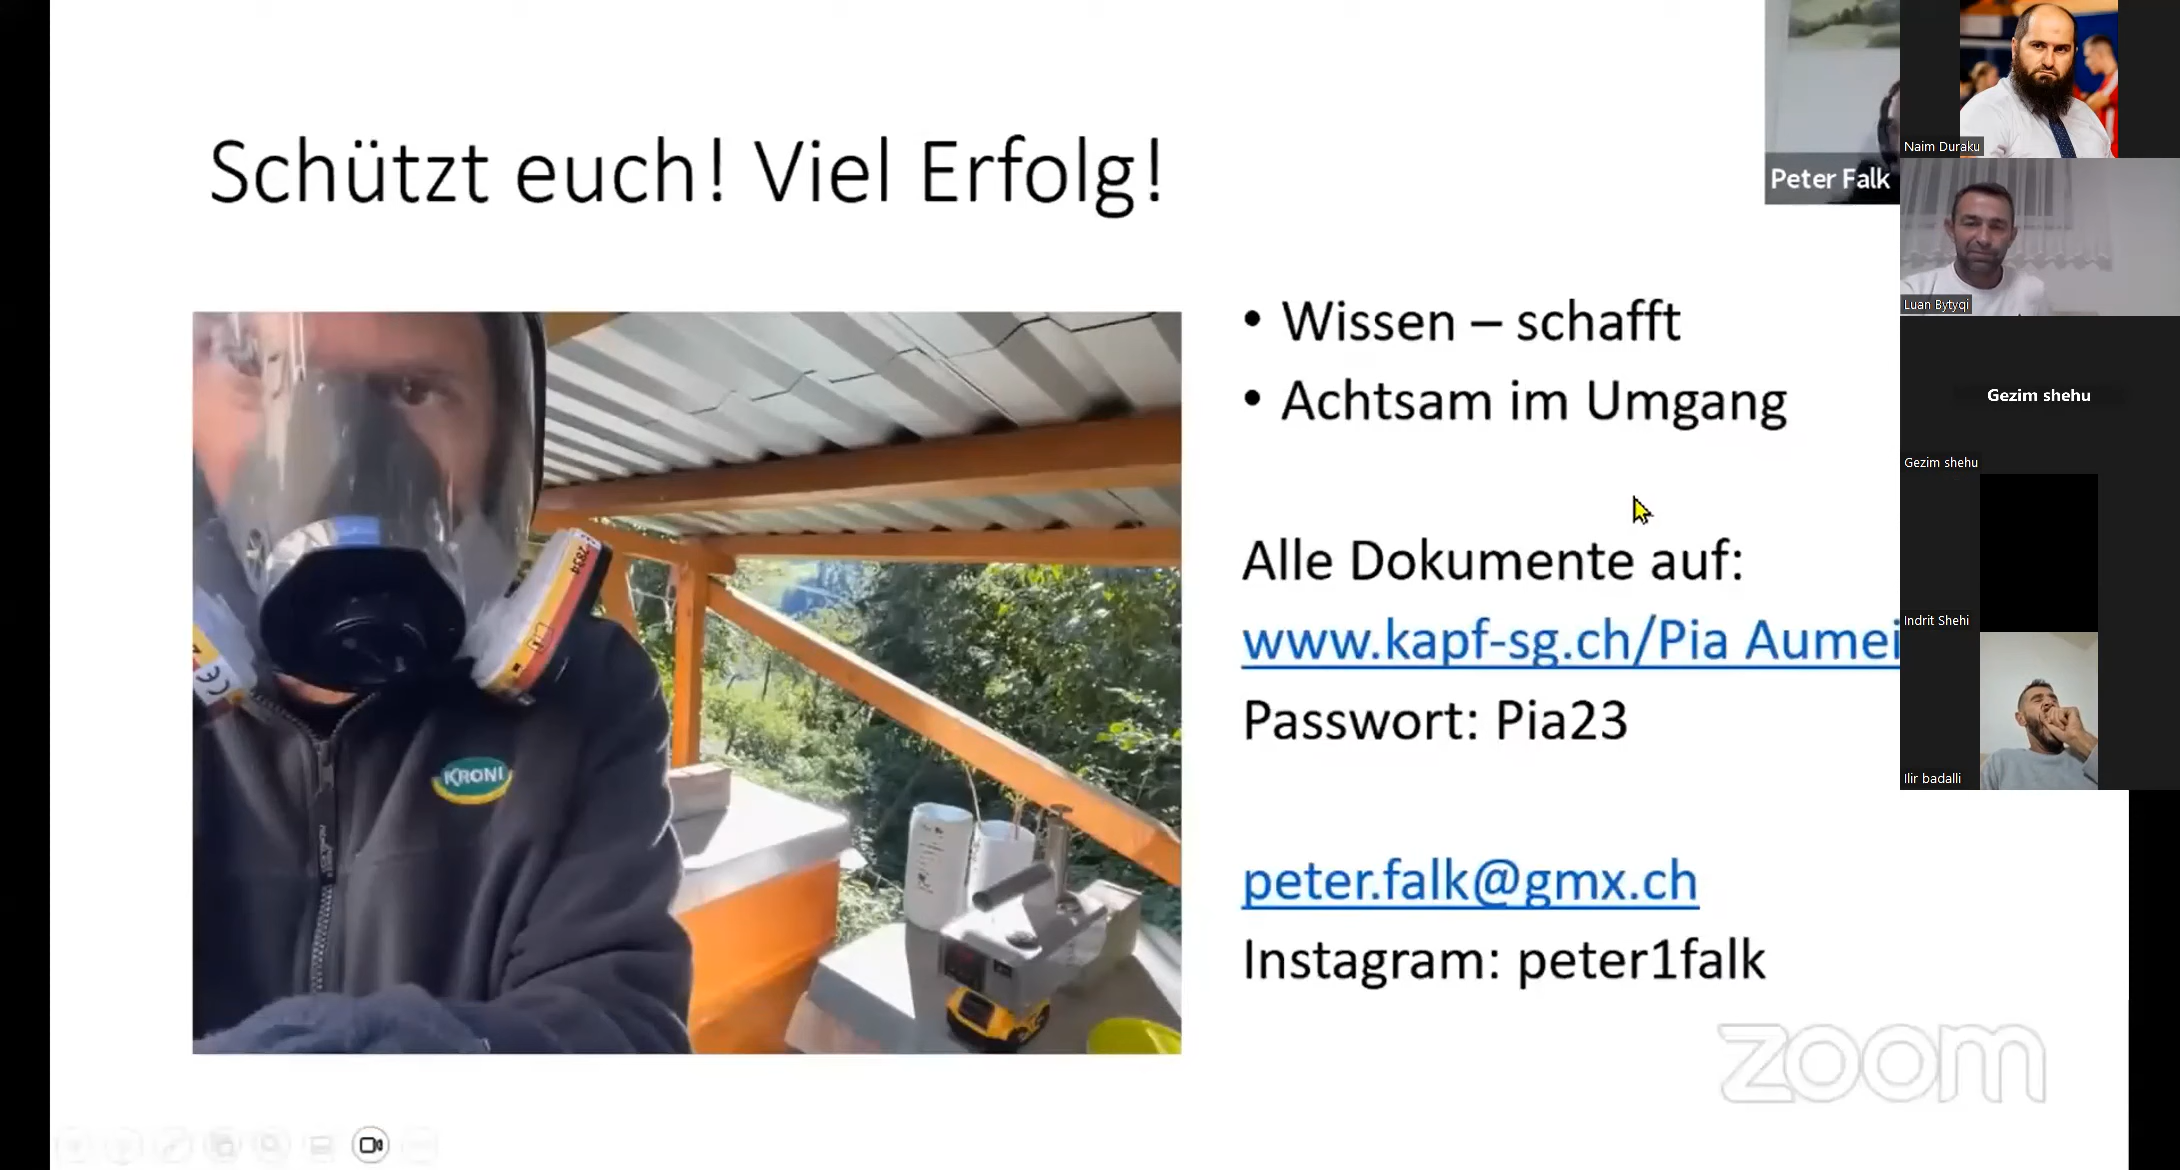 Schützt euch! Viel Erfolg!
Peter Falk
Naim Duraku
Luan Bytyqi
Gezim shehu
Gezim shehu
Indrit Shehi
Ilir badalli
• Wissen – schafft
• Achtsam im Umgang
Alle Dokumente auf:
www.kapf-sg.ch/Pia Aumei
Passwort: Pia23
peter.falk@gmx.ch
Instagram: peter1falk
KRONI
zoom